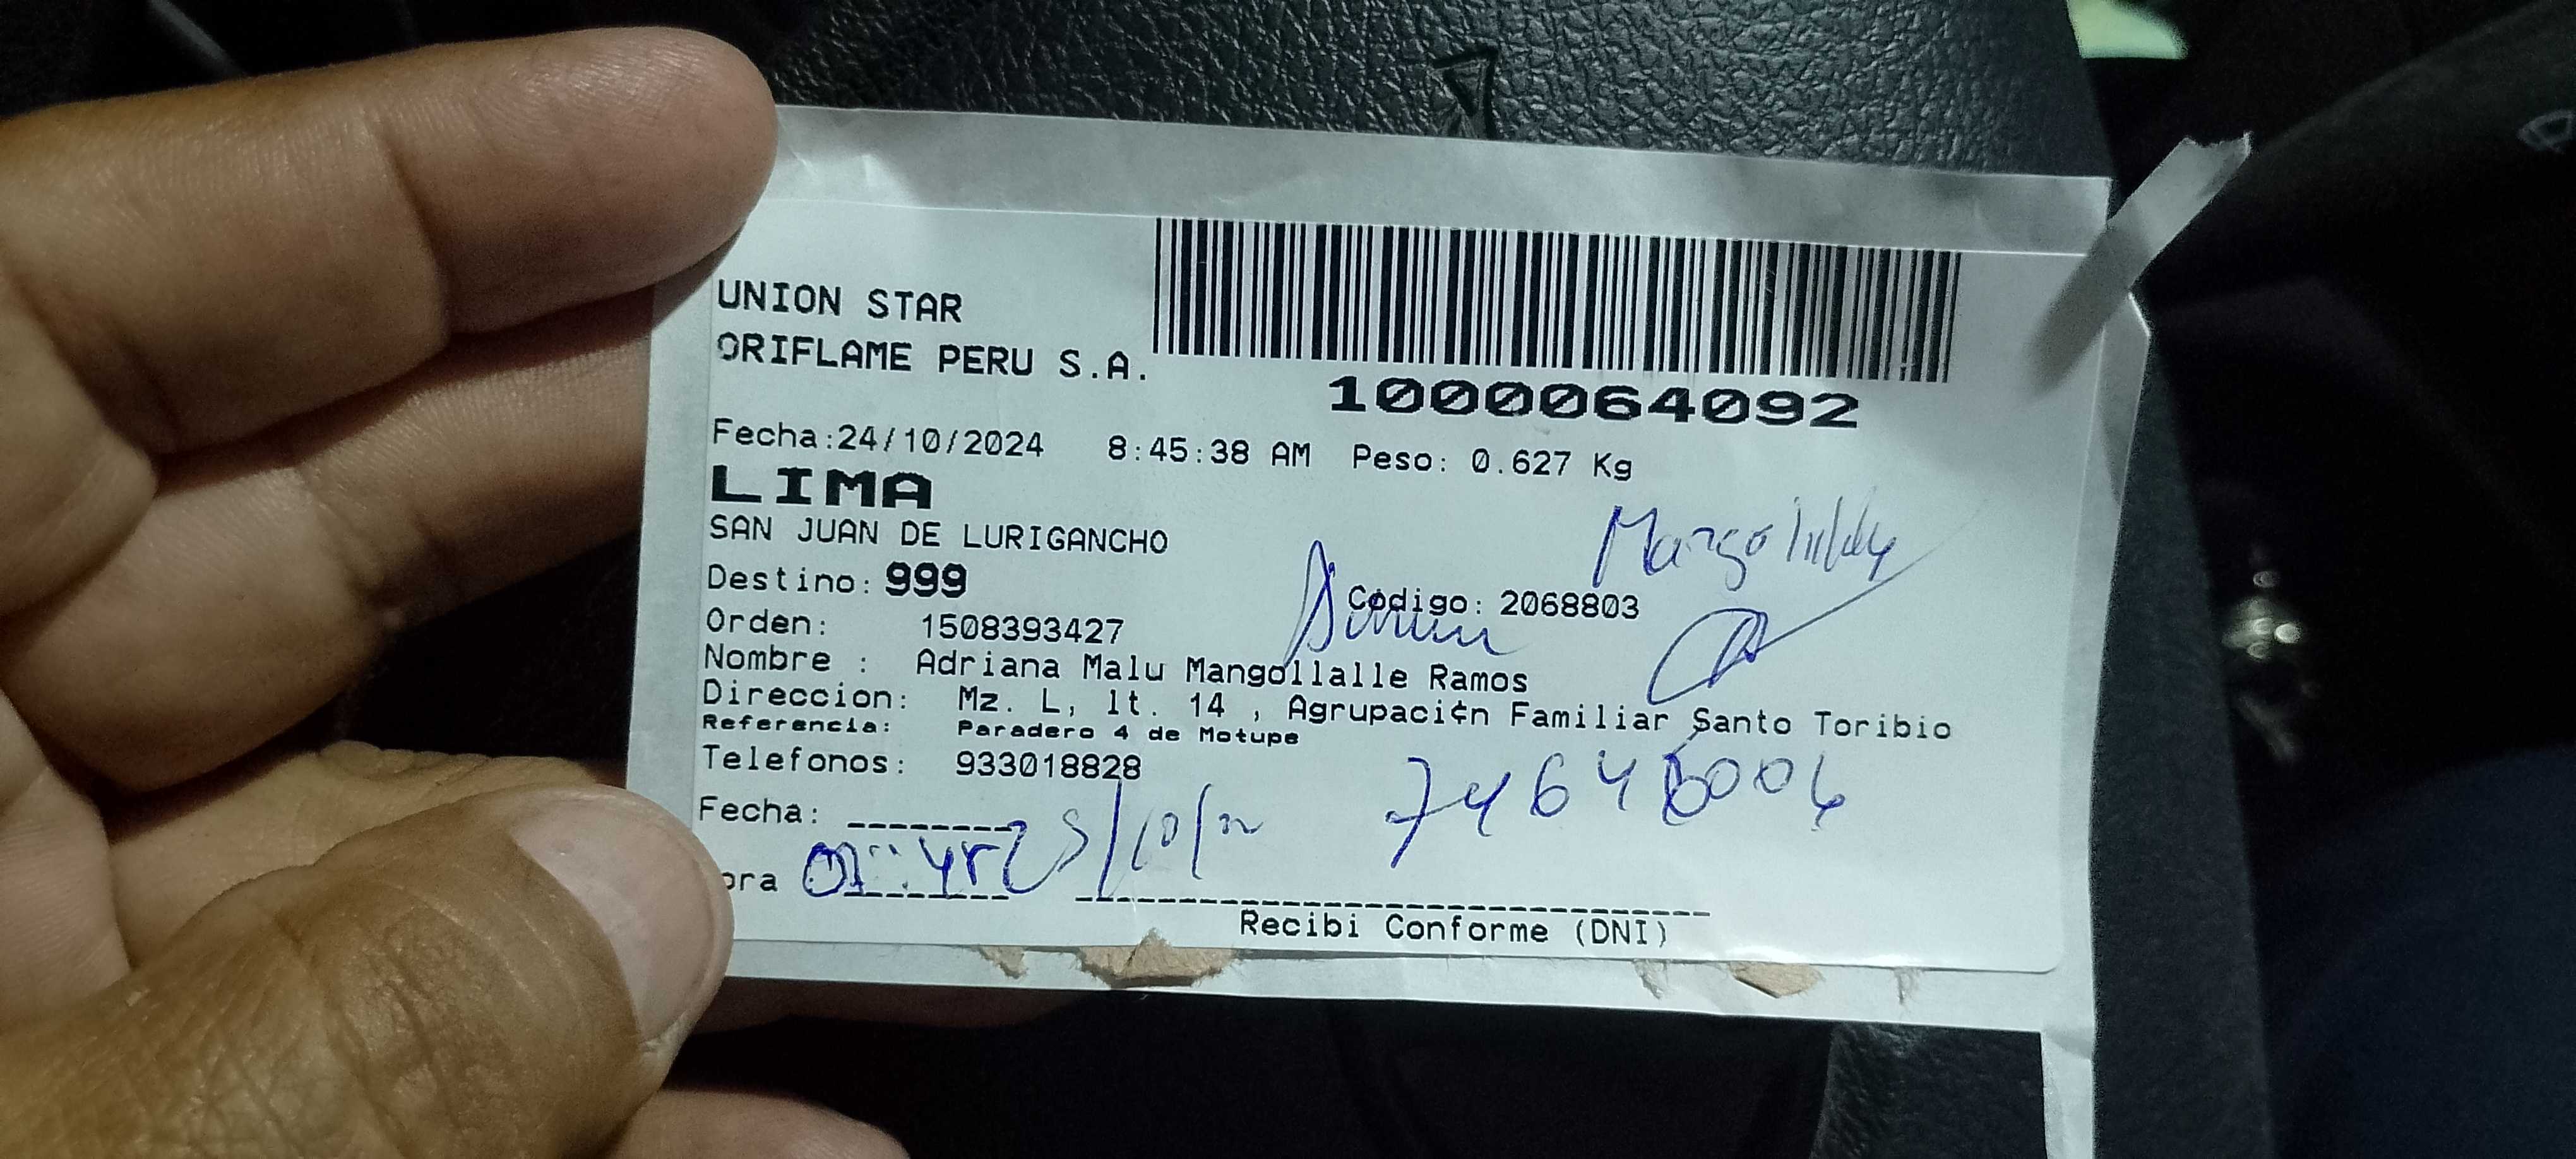 UNION STAR
ORIFLAME PERU S.A.
1000064092
Fecha:24/10/2024 8:45:38 AM Peso: 0.627 Kg
LIMA
SAN JUAN DE LURIGANCHO
Destino: 999
Código: 2068803
Orden: 1508393427
Nombre : Adriana Malu Mangollalle Ramos
Direccion: Mz. L, lt. 14 , Agrupaci¢n Familiar Santo Toribio
Referencia: Paradero 4 de Motupe
Telefonos: 933018828
Fecha:
ora
Recibi Conforme (DNI)